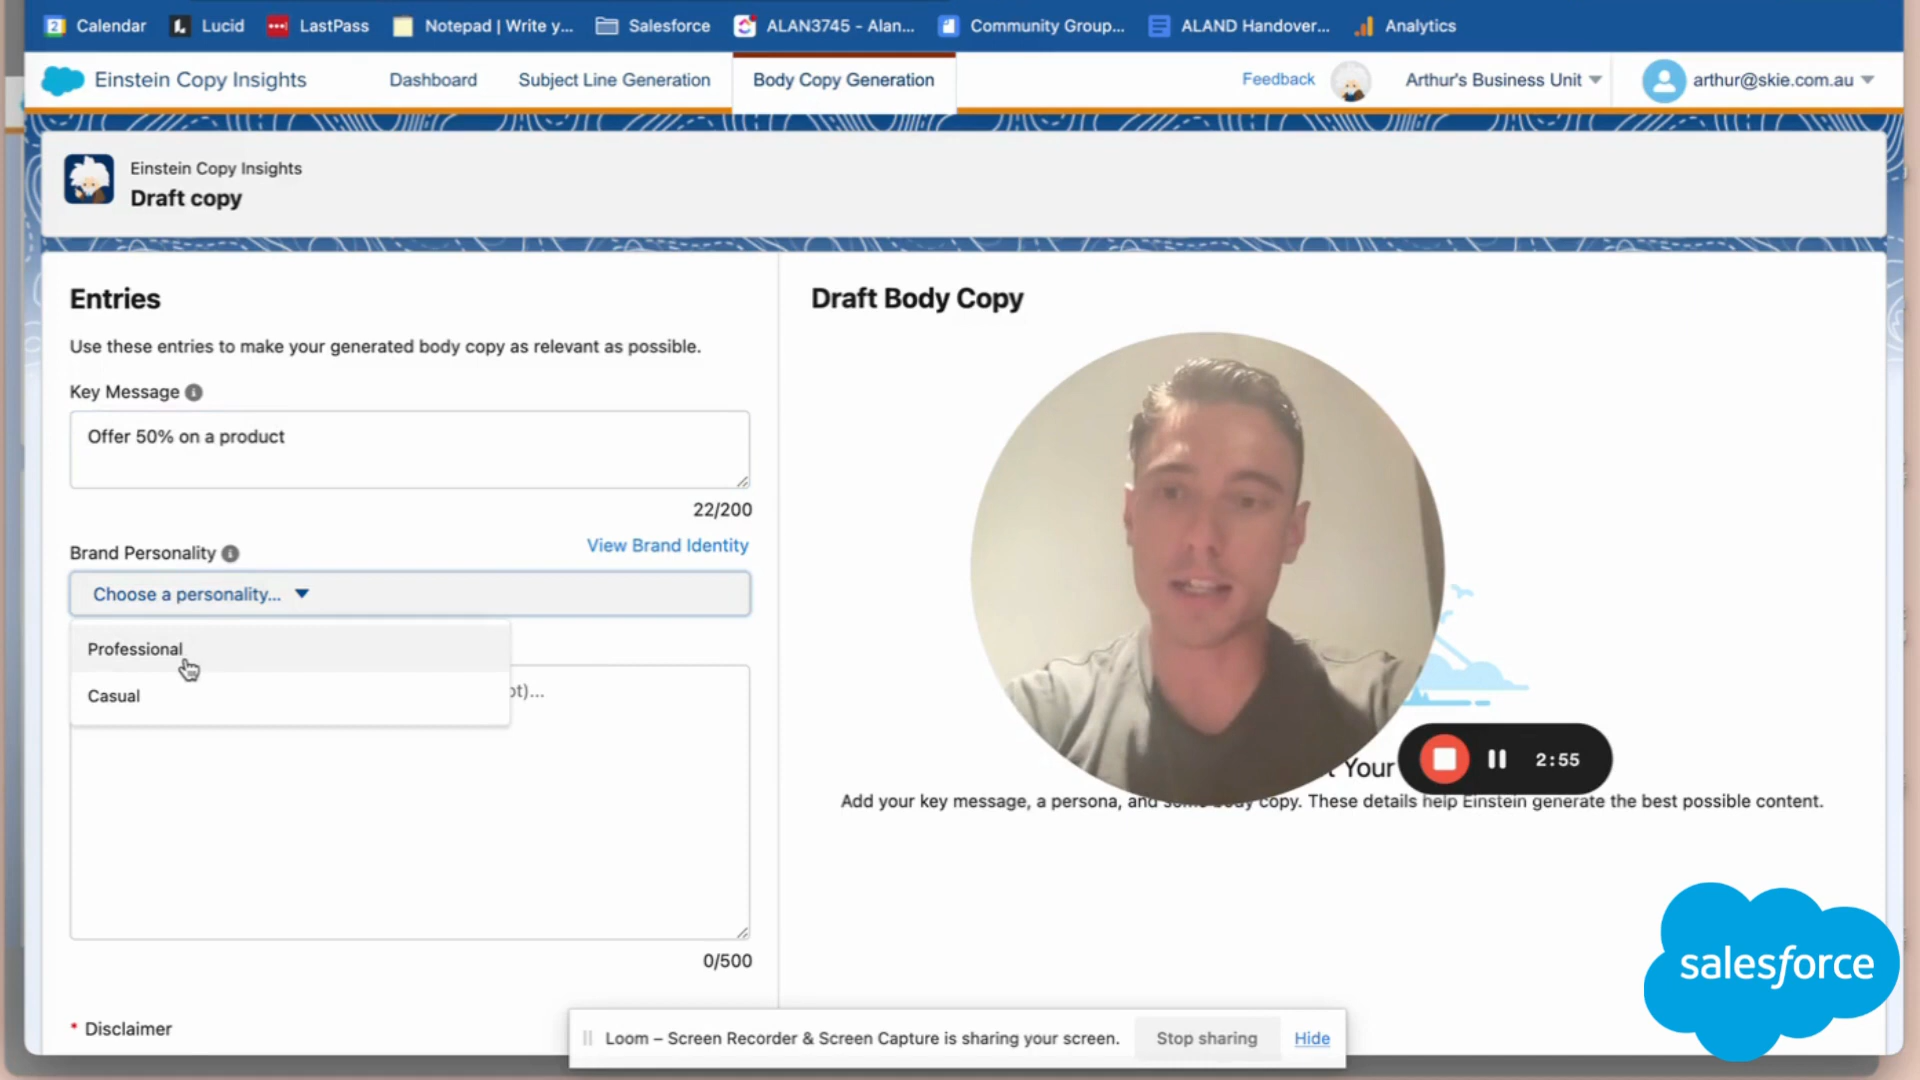 Calendar Lucid LastPass Notepad | Write y... Salesforce ALAN3745 - Alan... Community Group... ALAND Handover... Analytics
Einstein Copy Insights Dashboard Subject Line Generation Body Copy Generation Feedback Arthur's Business Unit arthur@skie.com.au
Einstein Copy Insights
Draft copy
Entries
Use these entries to make your generated body copy as relevant as possible.
Key Message
Offer 50% on a product
22/200
Brand Personality
View Brand Identity
Choose a personality...
Professional
Casual
0/500
* Disclaimer
Draft Body Copy
Your
2:55
Add your key message, a persona, and some body copy. These details help Einstein generate the best possible content.
salesforce
Loom – Screen Recorder & Screen Capture is sharing your screen. Stop sharing Hide